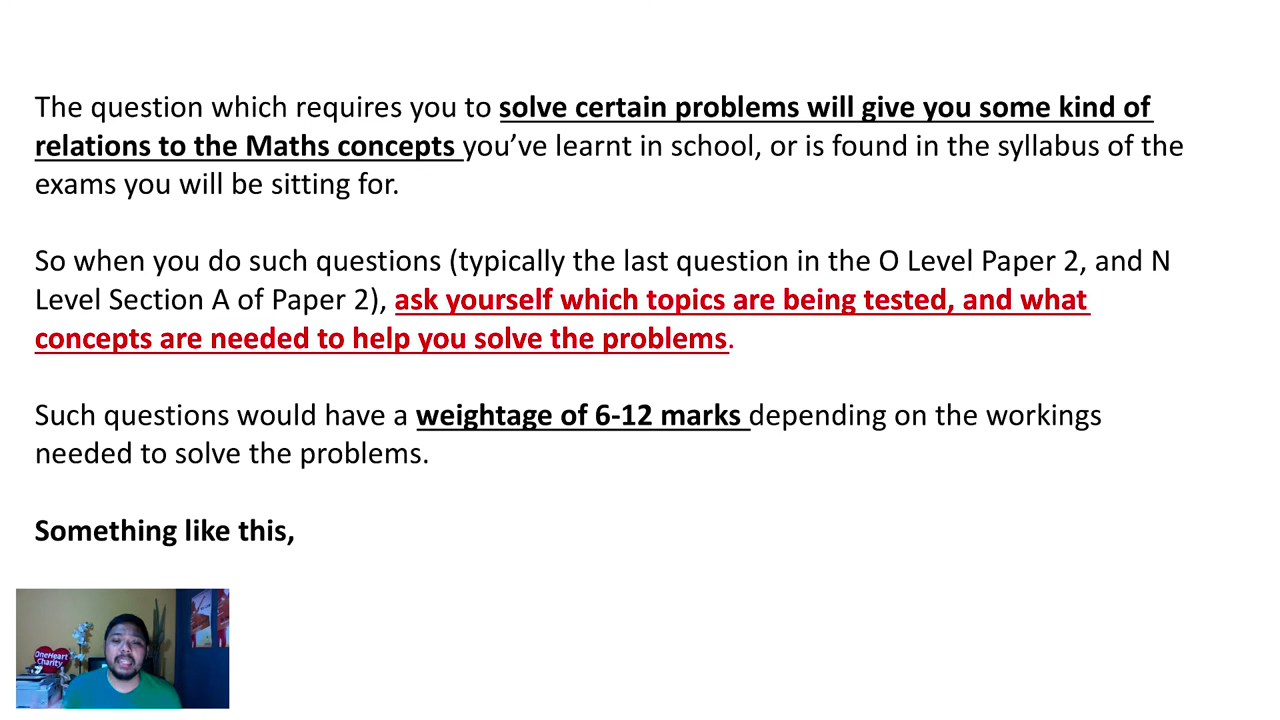 The question which requires you to solve certain problems will give you some kind of
relations to the Maths concepts you’ve learnt in school, or is found in the syllabus of the
exams you will be sitting for.
So when you do such questions (typically the last question in the O Level Paper 2, and N
Level Section A of Paper 2), ask yourself which topics are being tested, and what
concepts are needed to help you solve the problems.
Such questions would have a weightage of 6-12 marks depending on the workings
needed to solve the problems.
Something like this,
OneHeart
Charity